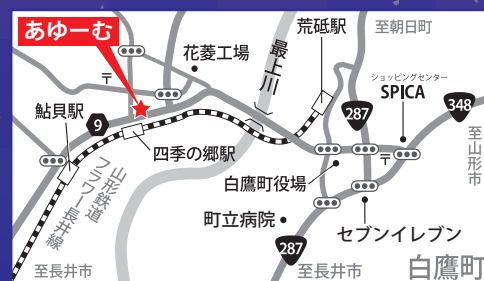 あゆーむ
荒砥駅
至朝日町
花菱工場
最上川
〒
ショッピングセンター
SPICA
鮎貝駅
9
287
348
四季の郷駅
至山形市
山形鉄道
フラワー長井線
白鷹町役場
〒
町立病院
セブンイレブン
287
至長井市
至長井市
白鷹町